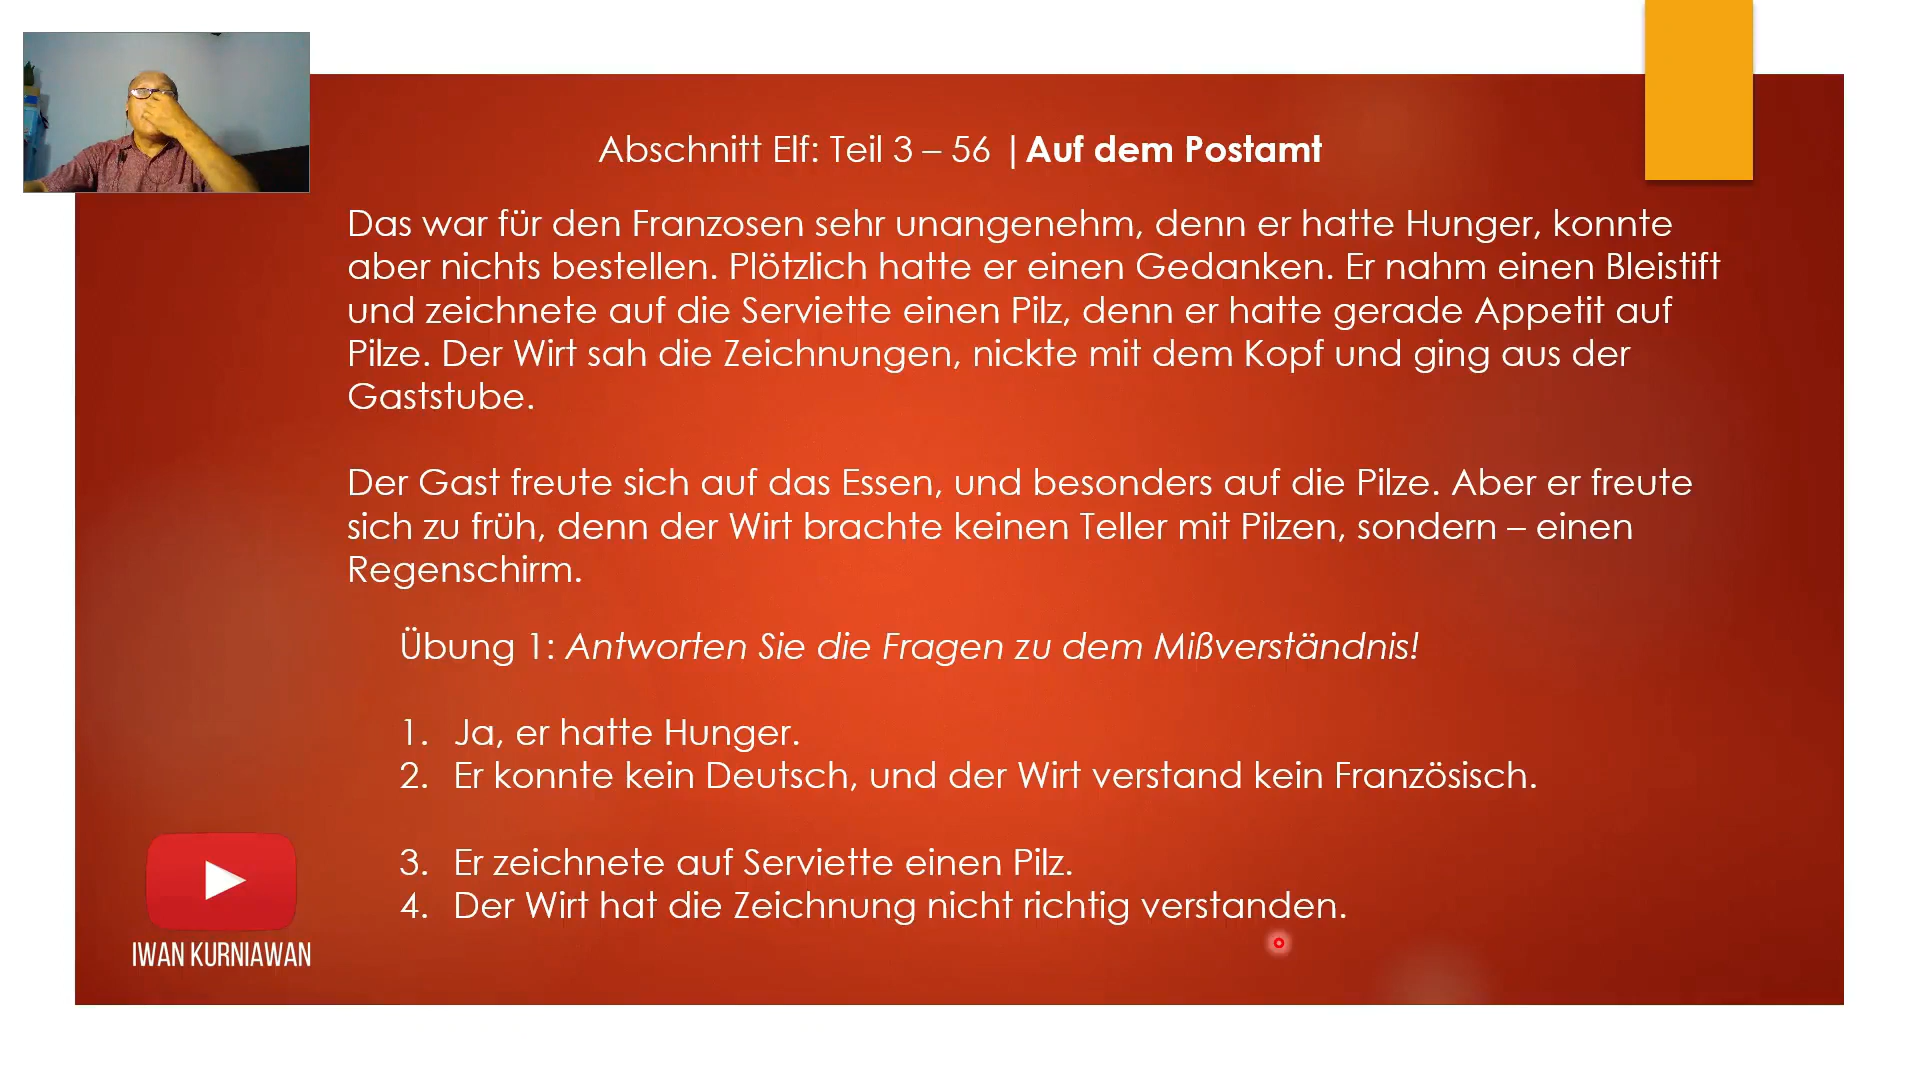 Abschnitt Elf: Teil 3 – 56 |Auf dem Postamt
Das war für den Franzosen sehr unangenehm, denn er hatte Hunger, konnte
aber nichts bestellen. Plötzlich hatte er einen Gedanken. Er nahm einen Bleistift
und zeichnete auf die Serviette einen Pilz, denn er hatte gerade Appetit auf
Pilze. Der Wirt sah die Zeichnungen, nickte mit dem Kopf und ging aus der
Gaststube.
Der Gast freute sich auf das Essen, und besonders auf die Pilze. Aber er freute
sich zu früh, denn der Wirt brachte keinen Teller mit Pilzen, sondern – einen
Regenschirm.
Übung 1: Antworten Sie die Fragen zu dem Mißverständnis!
1. Ja, er hatte Hunger.
2. Er konnte kein Deutsch, und der Wirt verstand kein Französisch.
3. Er zeichnete auf Serviette einen Pilz.
4. Der Wirt hat die Zeichnung nicht richtig verstanden.
IWAN KURNIAWAN